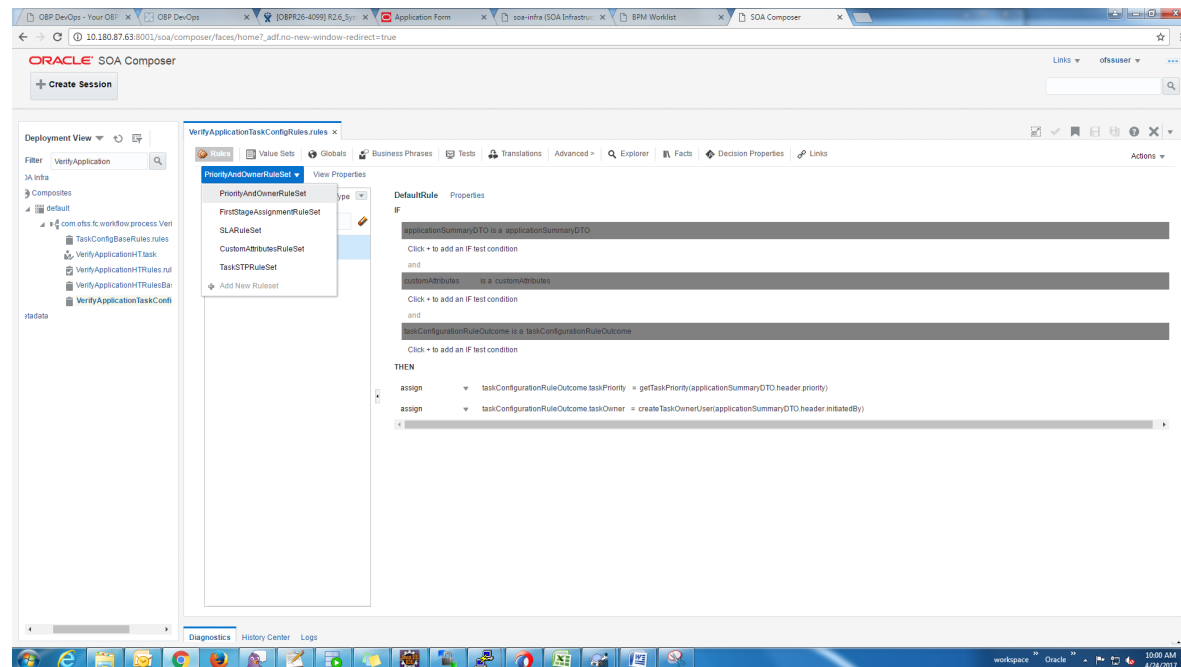 OBP DevOps - Your OBP
OBP DevOps
[OBPR26-4099] R2.6_Sys
Application Form
soa-infra (SOA Infrastruc
BPM Worklist
SOA Composer
10.180.87.63:8001/soa/composer/faces/home?_adf.no-new-window-redirect=true
ORACLE' SOA Composer
Links
ofssuser
Create Session
Deployment View
VerifyApplicationTaskConfigRules.rules
Rules
Value Sets
Globals
Business Phrases
Tests
Translations
Advanced >
Explorer
Facts
Decision Properties
Links
Actions
Filter
VerifyApplication
PriorityAndOwnerRuleSet
View Properties
Composites
default
com.ofss.fc.workflow.process.Veri
TaskConfigBaseRules.rules
VerifyApplicationHT.task
VerifyApplicationHTRules.rul
VerifyApplicationHTRulesBa
VerifyApplicationTaskConfi
PriorityAndOwnerRuleSet
FirstStageAssignmentRuleSet
SLARuleSet
CustomAttributesRuleSet
TaskSTPRuleSet
Add New Ruleset
DefaultRule
Properties
IF
applicationSummaryDTO is a applicationSummaryDTO
Click + to add an IF test condition
and
customAttributes is a customAttributes
Click + to add an IF test condition
and
taskConfigurationRuleOutcome is a taskConfigurationRuleOutcome
Click + to add an IF test condition
THEN
assign taskConfigurationRuleOutcome.taskPriority = getTaskPriority(applicationSummaryDTO.header.priority)
assign taskConfigurationRuleOutcome.taskOwner = createTaskOwnerUser(applicationSummaryDTO.header.initiatedBy)
Diagnostics
History Center
Logs
workspace
Oracle
10:00 AM
4/24/2017